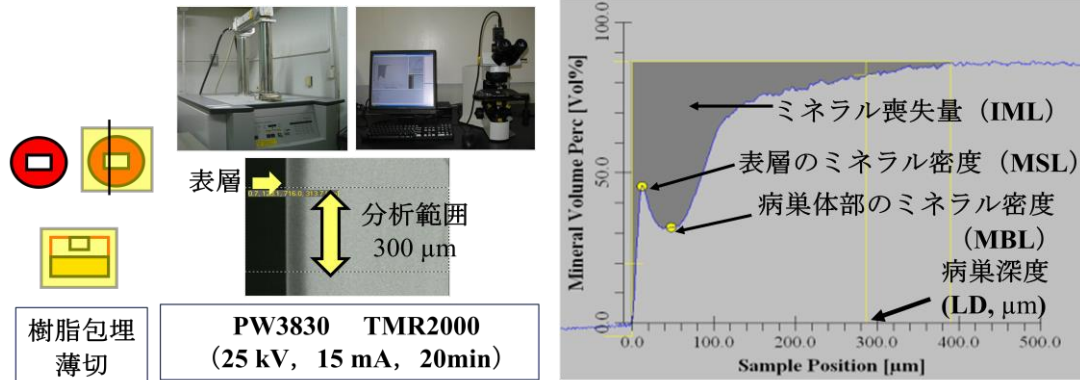 表層
分析範囲
300 μm
樹脂包埋
薄切
PW3830 TMR2000
（25 kV，15 mA，20min）
Mineral Volume Perc [Vol%]
100.0
50.0
0.0
ミネラル喪失量（IML）
表層のミネラル密度（MSL）
病巣体部のミネラル密度
（MBL）
病巣深度
(LD, μm)
0.0 100.0 200.0 300.0 400.0 500.0
Sample Position [μm]